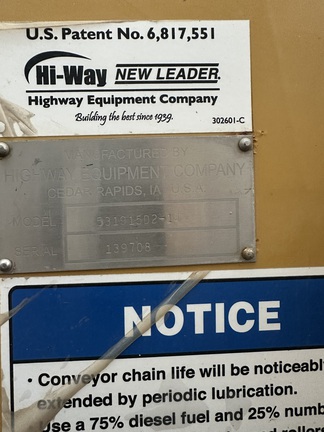 U.S. Patent No. 6,817,551
Hi-Way NEW LEADER.
Highway Equipment Company
Building the best since 1939.
302601-C
MANUFACTURED BY
HIGHWAY EQUIPMENT COMPANY
CEDAR RAPIDS, IA. U.S.A.
MODEL
SERIAL 139708
NOTICE
• Conveyor chain life will be noticeabl
extended by periodic lubrication.
Use a 75% diesel fuel and 25% numb